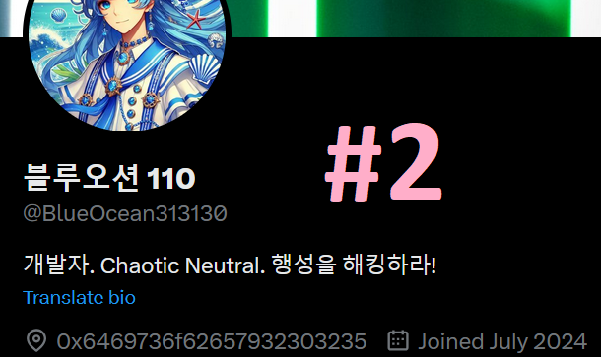 #2
블루오션 110
@BlueOcean313130
개발자. Chaotic Neutral. 행성을 해킹하라!
Translate bio
0x6469736f62657932303235 Joined July 2024